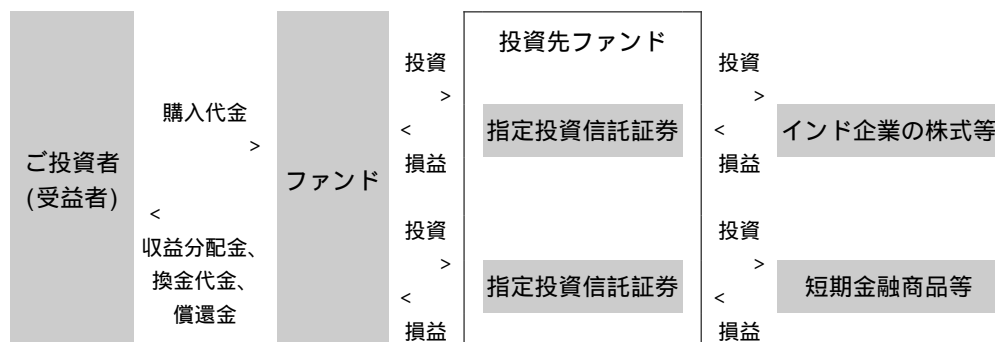 ご投資者
(受益者)
購入代金
>
<
収益分配金、
換金代金、
償還金
ファンド
投資
>
<
損益
投資
>
<
損益
投資先ファンド
指定投資信託証券
指定投資信託証券
投資
>
<
損益
投資
>
<
損益
インド企業の株式等
短期金融商品等